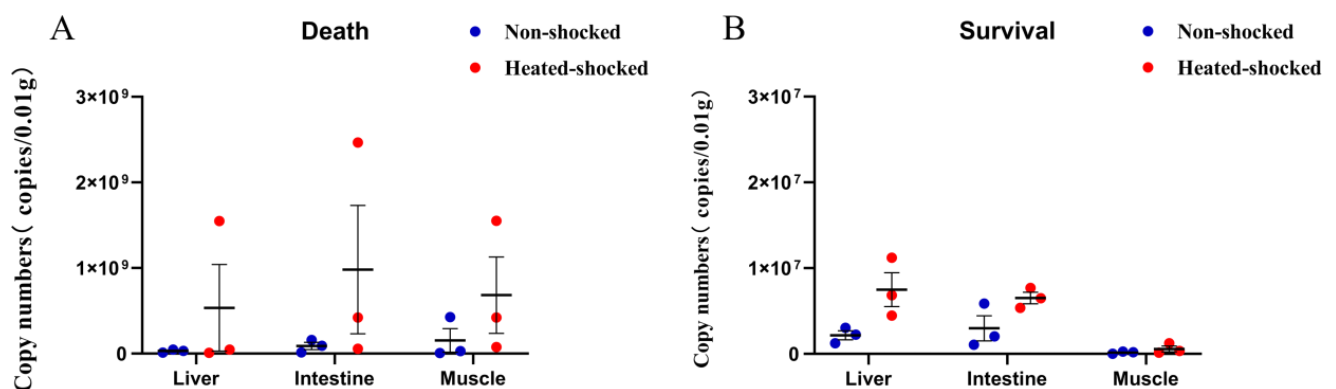 A
Death
Non-shocked
Heated-shocked
Copy numbers( copies/0.01g)
3×10⁹
2×10⁹
1×10⁹
0
Liver Intestine Muscle
B
Survival
Non-shocked
Heated-shocked
Copy numbers( copies/0.01g)
3×10⁷
2×10⁷
1×10⁷
0
Liver Intestine Muscle